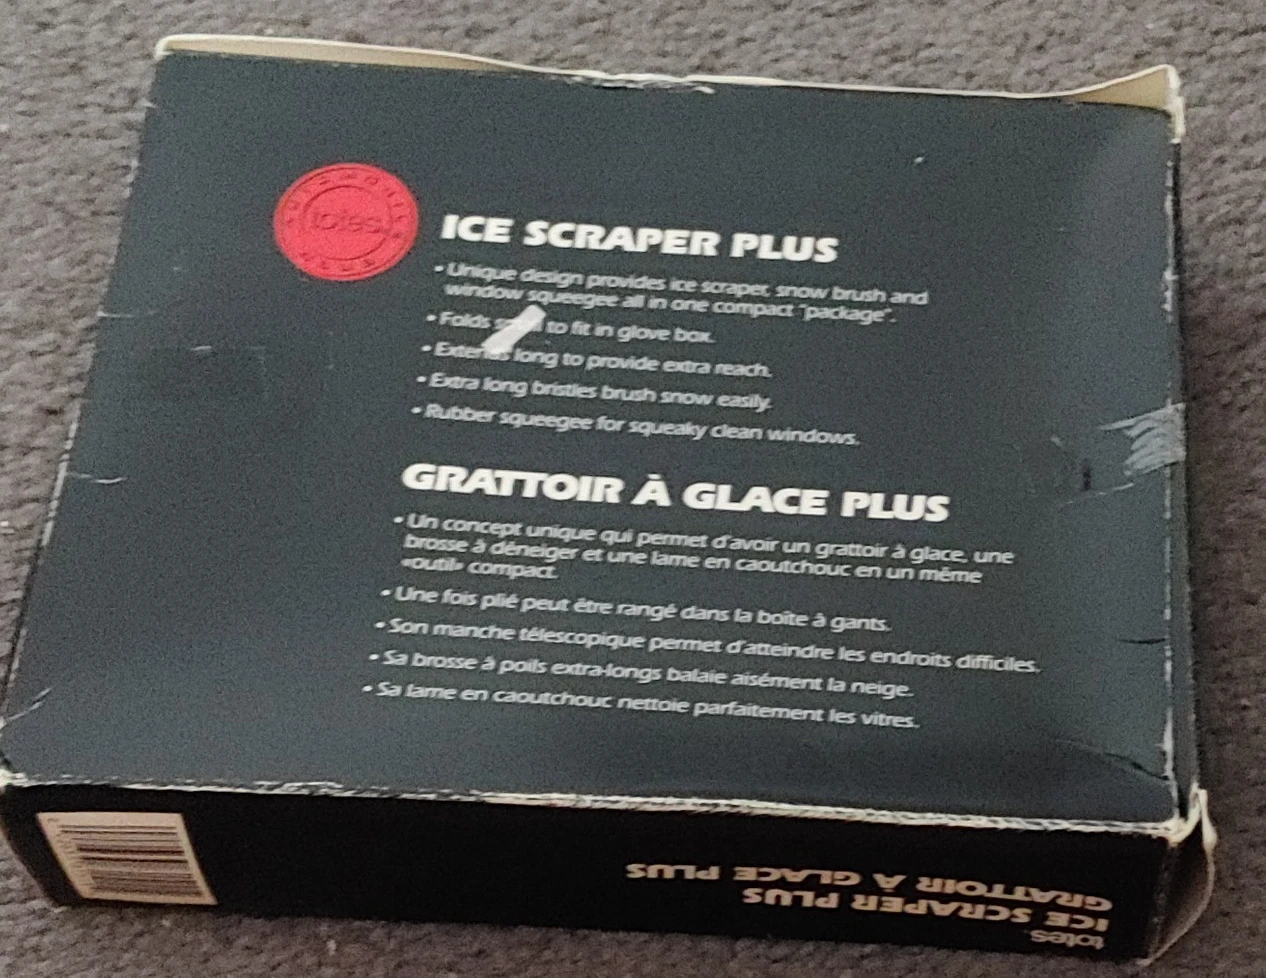 totes
ICE SCRAPER PLUS
• Unique design provides ice scraper, snow brush and
window squeegee all in one compact "package".
• Folds to fit in glove box.
• Extends long to provide extra reach.
• Extra long bristles brush snow easily.
• Rubber squeegee for squeaky clean windows.
GRATTOIR À GLACE PLUS
• Un concept unique qui permet d'avoir un grattoir à glace, une
brosse à déneiger et une lame en caoutchouc en un même
«outil» compact.
• Une fois plié peut être rangé dans la boîte à gants.
• Son manche télescopique permet d'atteindre les endroits difficiles.
• Sa brosse à poils extra-longs balaie aisément la neige.
• Sa lame en caoutchouc nettoie parfaitement les vitres.
totes.
ICE SCRAPER PLUS
GRATTOIR À GLACE PLUS